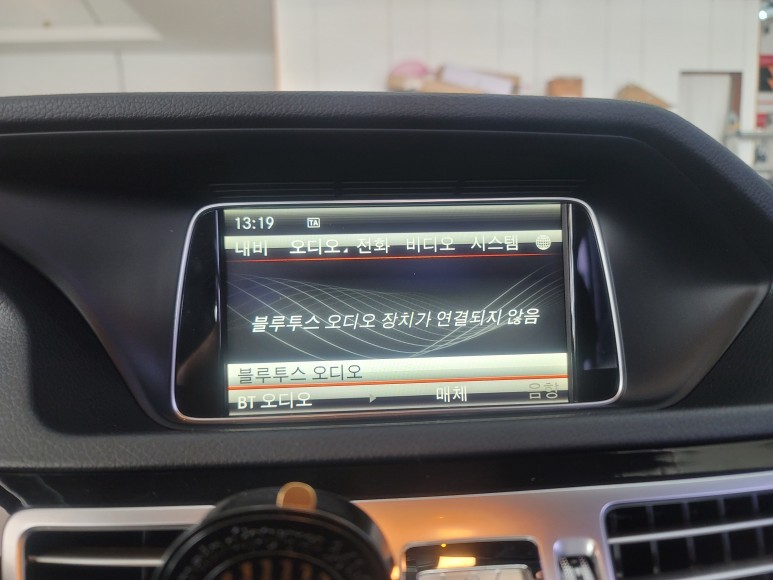 13:19 TA
내비 오디오 전화 비디오 시스템
블루투스 오디오 장치가 연결되지 않음
블루투스 오디오
BT 오디오 매체 음향